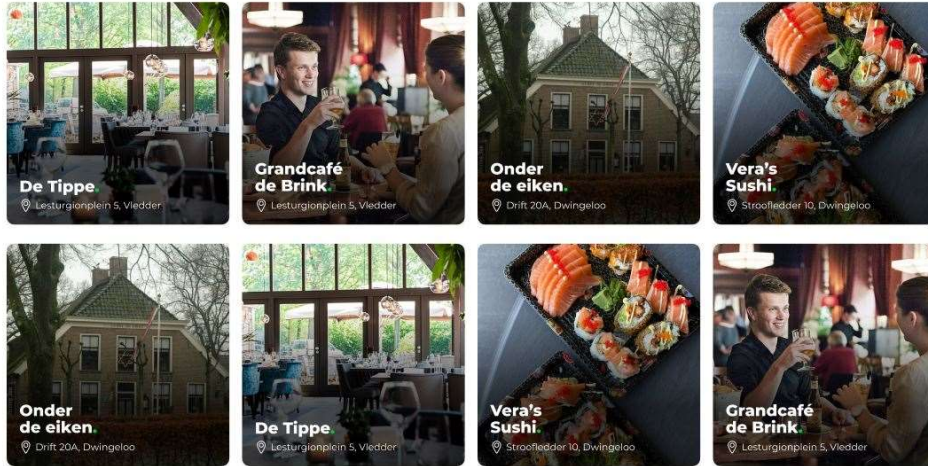 De Tippe.
Lesturgionplein 5, Vledder
Grandcafé
de Brink.
Lesturgionplein 5, Vledder
Onder
de eiken.
Drift 20A, Dwingeloo
Vera's
Sushi.
Stroofledder 10, Dwingeloo
Onder
de eiken.
Drift 20A, Dwingeloo
De Tippe.
Lesturgionplein 5, Vledder
Vera's
Sushi.
Stroofledder 10, Dwingeloo
Grandcafé
de Brink.
Lesturgionplein 5, Vledder